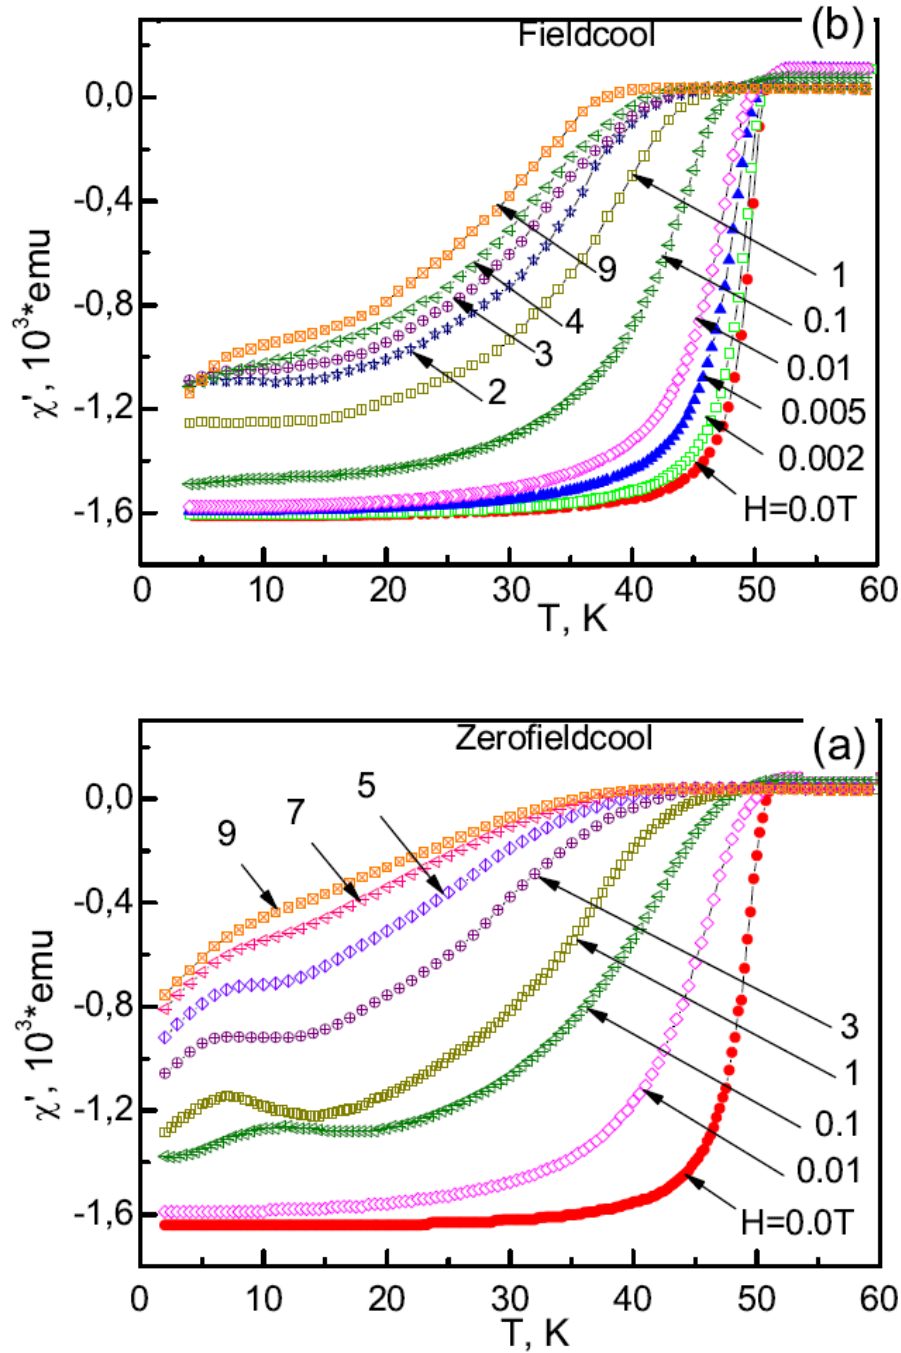 Fieldcool
(b)
0,0
-0,4
-0,8
-1,2
-1,6
χ', 10³*emu
9
4
3
2
1
0.1
0.01
0.005
0.002
H=0.0T
0 10 20 30 40 50 60
T, K
Zerofieldcool
(a)
0,0
-0,4
-0,8
-1,2
-1,6
χ', 10³*emu
9
7
5
3
1
0.1
0.01
H=0.0T
0 10 20 30 40 50 60
T, K